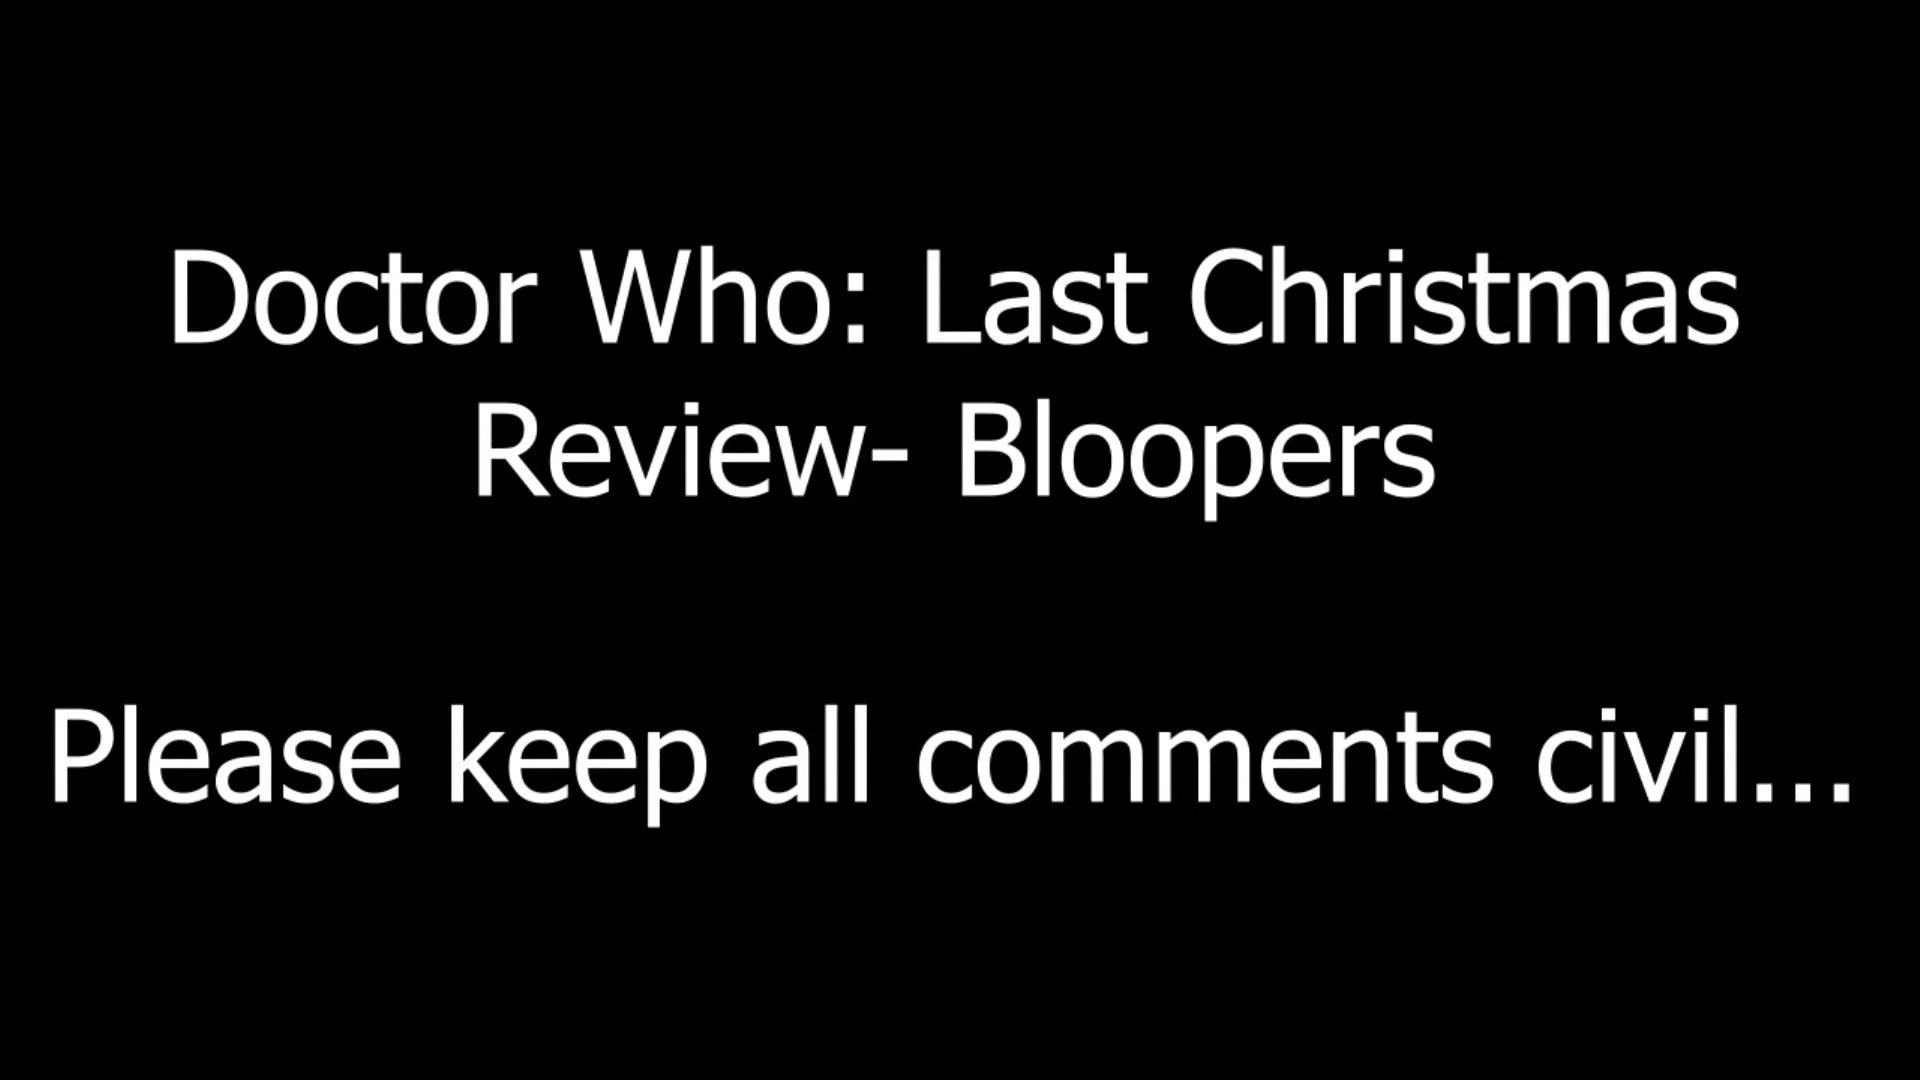 Doctor Who: Last Christmas
Review- Bloopers
Please keep all comments civil...